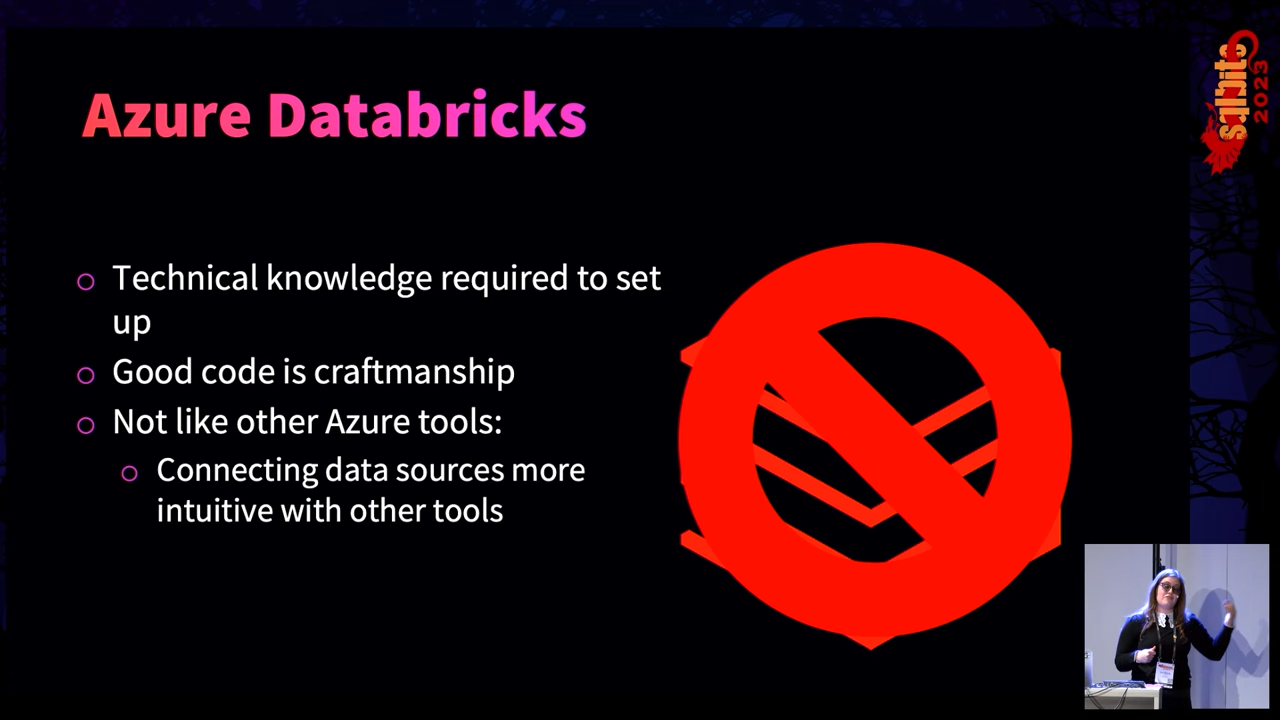 Azure Databricks
Technical knowledge required to set
up
Good code is craftmanship
Not like other Azure tools:
Connecting data sources more
intuitive with other tools
sqlbits
2023